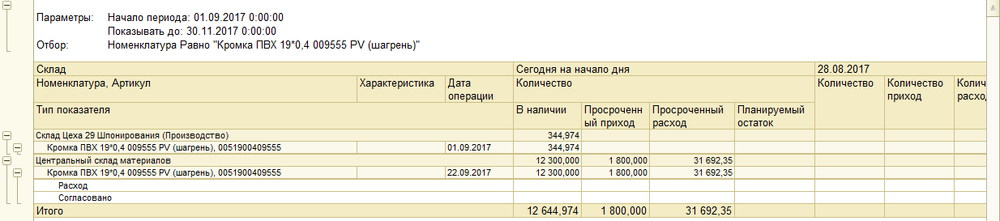 Параметры: Начало периода: 01.09.2017 0:00:00
Показывать до: 30.11.2017 0:00:00
Отбор: Номенклатура Равно "Кромка ПВХ 19*0,4 009555 PV (шагрень)"
Склад Сегодня на начало дня 28.08.2017
Номенклатура, Артикул Характеристика Дата операции Количество Количество Количество приход Колич расхо
Тип показателя В наличии Просроченн ый приход Просроченный расход Планируемый остаток
Склад Цеха 29 Шпонирования (Производство) 344,974
Кромка ПВХ 19*0,4 009555 PV (шагрень), 0051900409555 01.09.2017 344,974
Центральный склад материалов 12 300,000 1 800,000 31 692,35
Кромка ПВХ 19*0,4 009555 PV (шагрень), 0051900409555 22.09.2017 12 300,000 1 800,000 31 692,35
Расход
Согласовано
Итого 12 644,974 1 800,000 31 692,35